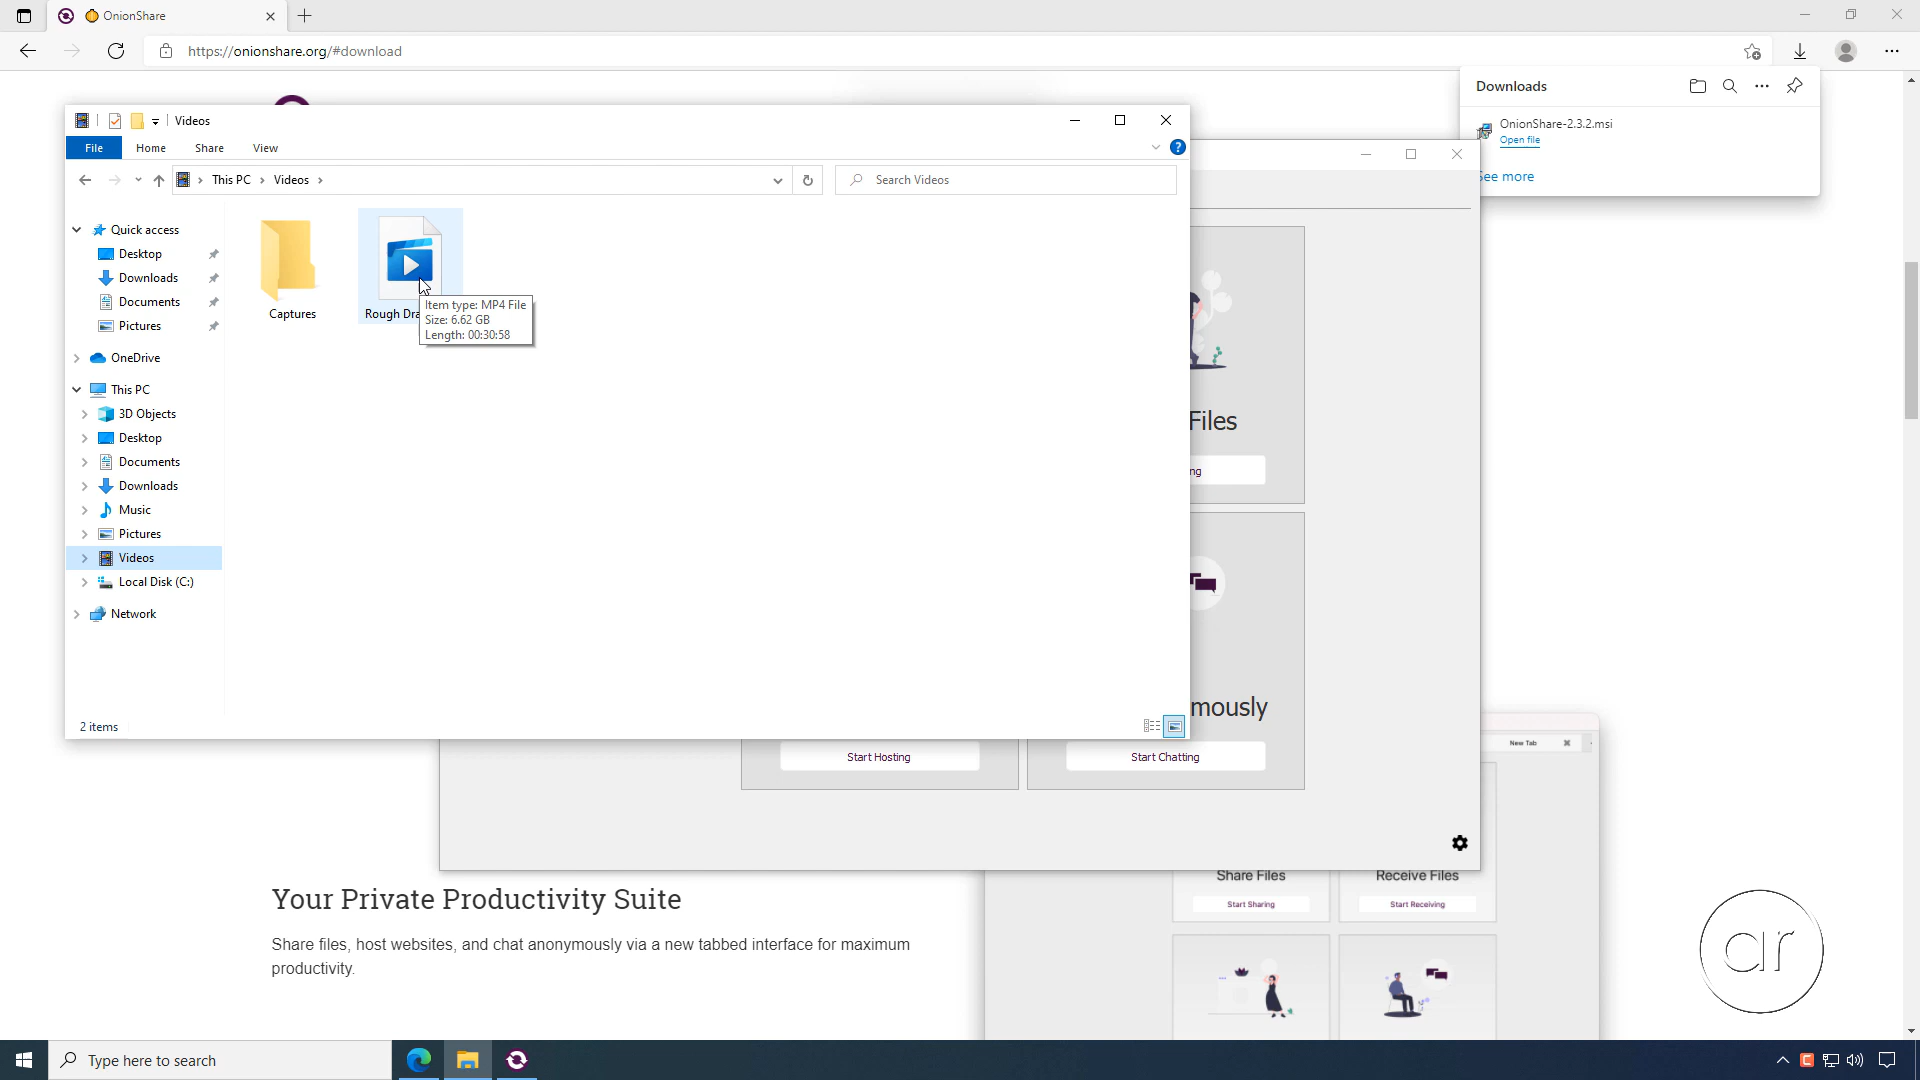 OnionShare
https://onionshare.org/#download
Downloads
OnionShare-2.3.2.msi
Open file
See more
Videos
File
Home
Share
View
This PC
Videos
Search Videos
Quick access
Desktop
Downloads
Documents
Pictures
OneDrive
This PC
3D Objects
Desktop
Documents
Downloads
Music
Pictures
Videos
Local Disk (C:)
Network
Captures
Rough Dra
Item type: MP4 File
Size: 6.62 GB
Length: 00:30:58
2 items
Files
ng
mously
Start Hosting
Start Chatting
New Tab
Your Private Productivity Suite
Share files, host websites, and chat anonymously via a new tabbed interface for maximum
productivity.
Share Files
Receive Files
Start Sharing
Start Receiving
ar
Type here to search